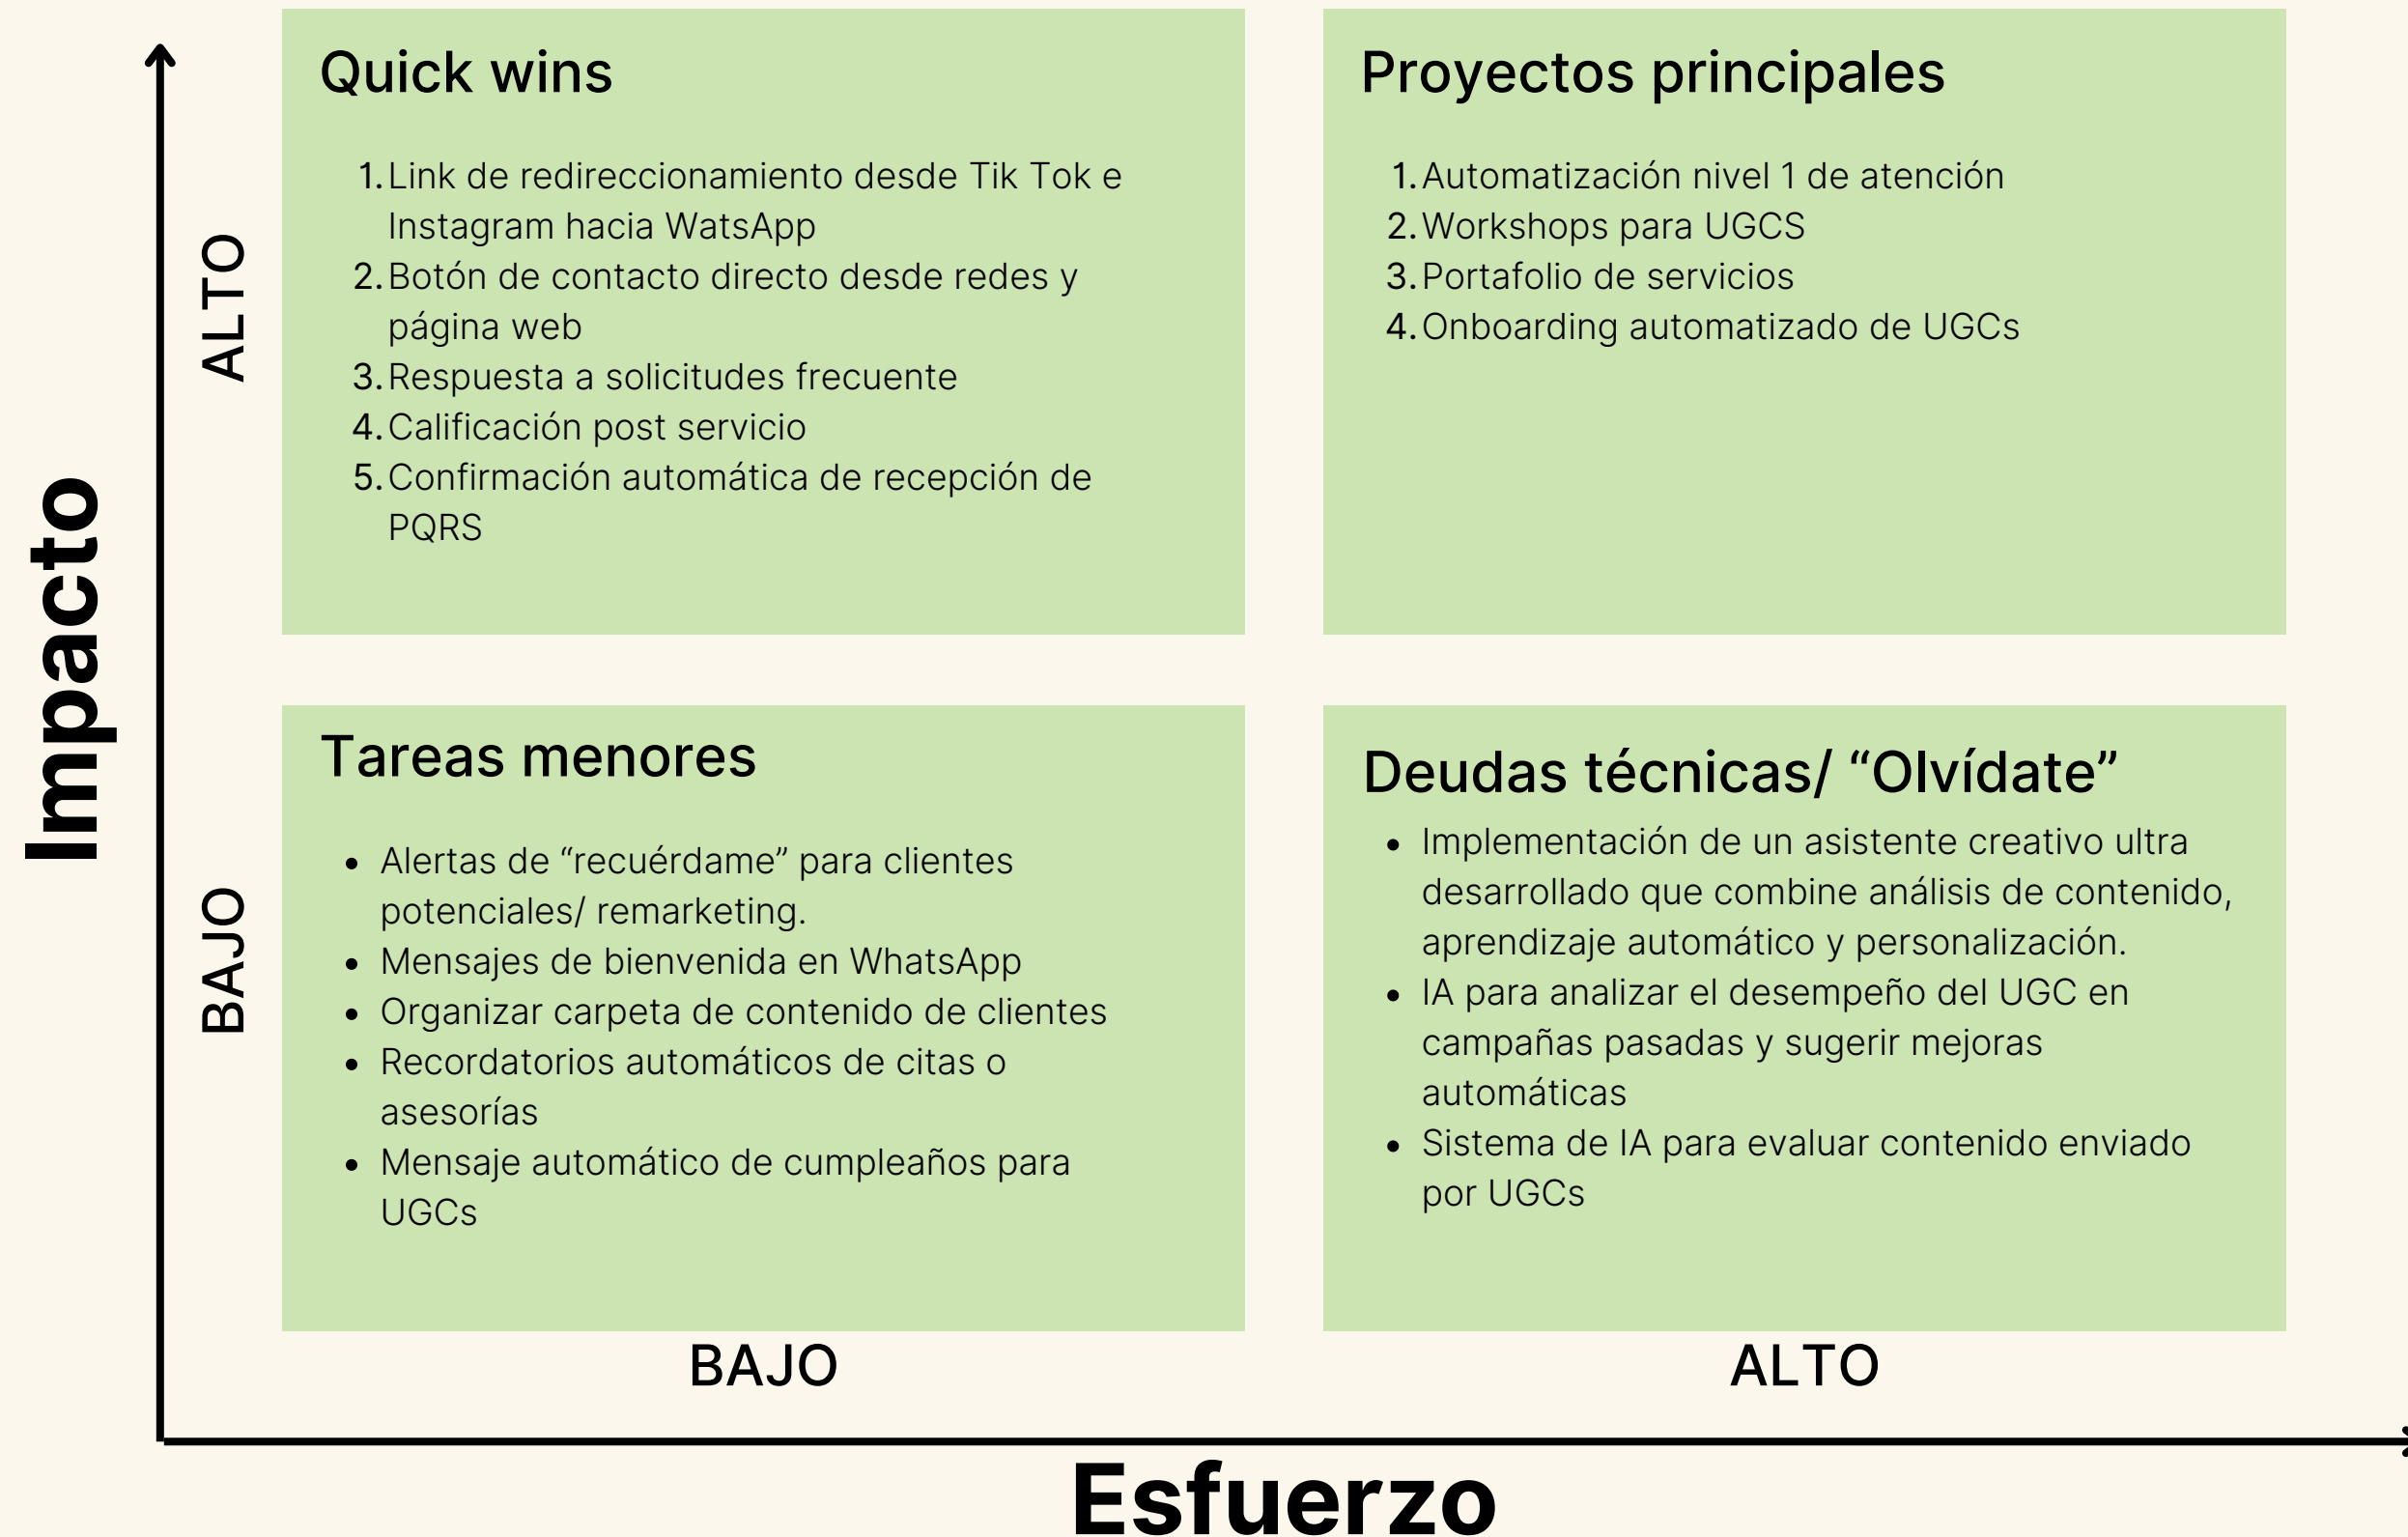 Impacto
ALTO
BAJO
Quick wins
1. Link de redireccionamiento desde Tik Tok e
Instagram hacia WatsApp
2. Botón de contacto directo desde redes y
página web
3. Respuesta a solicitudes frecuente
4. Calificación post servicio
5. Confirmación automática de recepción de
PQRS
Proyectos principales
1. Automatización nivel 1 de atención
2. Workshops para UGCS
3. Portafolio de servicios
4. Onboarding automatizado de UGCs
Tareas menores
• Alertas de “recuérdame” para clientes
potenciales/ remarketing.
• Mensajes de bienvenida en WhatsApp
• Organizar carpeta de contenido de clientes
• Recordatorios automáticos de citas o
asesorías
• Mensaje automático de cumpleaños para
UGCs
Deudas técnicas/ “Olvídate”
• Implementación de un asistente creativo ultra
desarrollado que combine análisis de contenido,
aprendizaje automático y personalización.
• IA para analizar el desempeño del UGC en
campañas pasadas y sugerir mejoras
automáticas
• Sistema de IA para evaluar contenido enviado
por UGCs
BAJO
ALTO
Esfuerzo